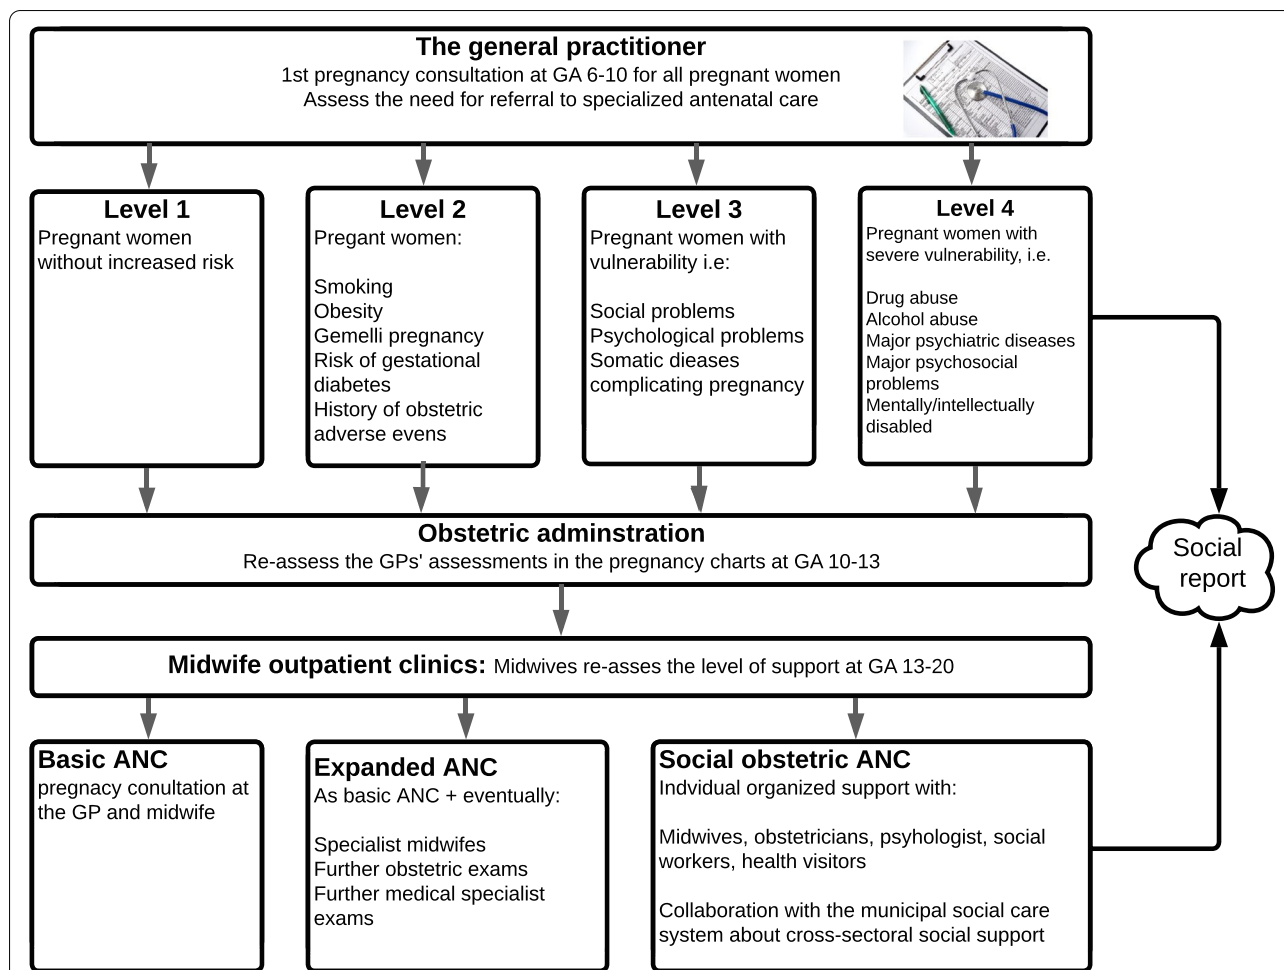 The general practitioner
1st pregnancy consultation at GA 6-10 for all pregnant women
Assess the need for referral to specialized antenatal care
Level 1
Pregnant women
without increased risk
Level 2
Pregant women:
Smoking
Obesity
Gemelli pregnancy
Risk of gestational
diabetes
History of obstetric
adverse evens
Level 3
Pregnant women with
vulnerability i.e:
Social problems
Psychological problems
Somatic dieases
complicating pregnancy
Level 4
Pregnant women with
severe vulnerability, i.e.
Drug abuse
Alcohol abuse
Major psychiatric diseases
Major psychosocial
problems
Mentally/intellectually
disabled
Obstetric adminstration
Re-assess the GPs' assessments in the pregnancy charts at GA 10-13
Social
report
Midwife outpatient clinics: Midwives re-asses the level of support at GA 13-20
Basic ANC
pregnacy conultation at
the GP and midwife
Expanded ANC
As basic ANC + eventually:
Specialist midwifes
Further obstetric exams
Further medical specialist
exams
Social obstetric ANC
Indvidual organized support with:
Midwives, obstetricians, psyhologist, social
workers, health visitors
Collaboration with the municipal social care
system about cross-sectoral social support